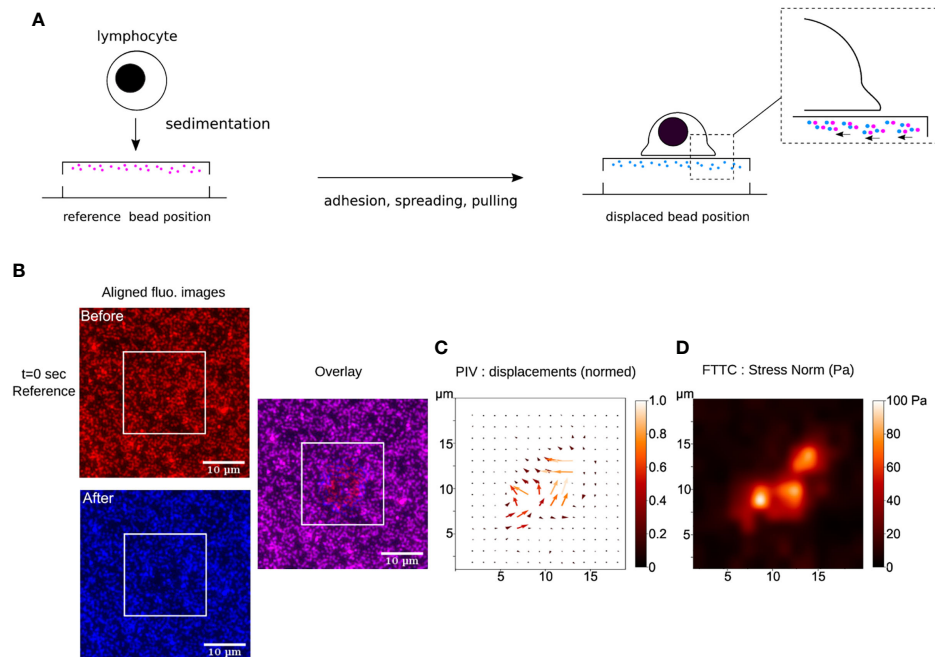 A
lymphocyte
sedimentation
reference bead position
adhesion, spreading, pulling
displaced bead position
B
Aligned fluo. images
Before
t=0 sec
Reference
10 µm
After
10 µm
Overlay
10 µm
C
PIV : displacements (normed)
µm
15
10
5
5 10 15
1.0
0.8
0.6
0.4
0.2
0
D
FTTC : Stress Norm (Pa)
µm
15
10
5
5 10 15
100 Pa
80
60
40
20
0